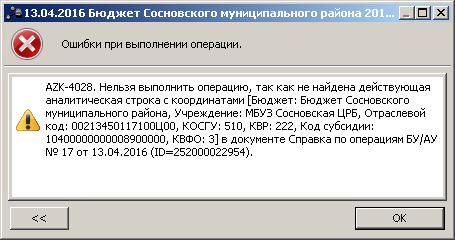 13.04.2016 Бюджет Сосновского муниципального района 201...
Ошибки при выполнении операции.
AZK-4028. Нельзя выполнить операцию, так как не найдена действующая
аналитическая строка с координатами [Бюджет: Бюджет Сосновского
муниципального района, Учреждение: МБУЗ Сосновская ЦРБ, Отраслевой
код: 00213450117100Ц00, КОСГУ: 510, КВР: 222, Код субсидии:
1040000000008900000, КВФО: 3] в документе Справка по операциям БУ/АУ
№ 17 от 13.04.2016 (ID=252000022954).
<<
OK